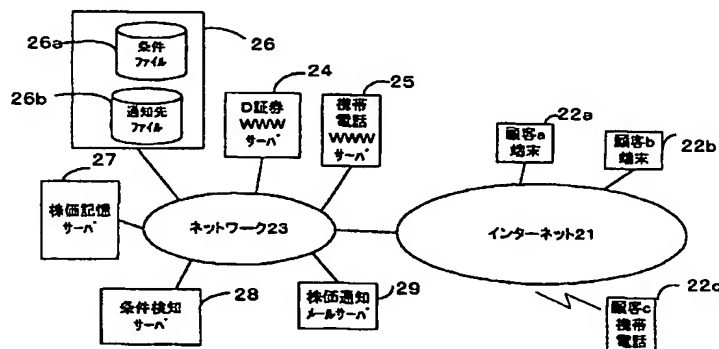 26a
条件
ファイル
26
26b
通知先
ファイル
24
D証券
WWW
サーバ
25
携帯
電話
WWW
サーバ
22a
顧客a
端末
顧客b
端末
22b
27
株価記憶
サーバ
ネットワーク23
インターネット21
条件検知
サーバ
28
株価通知
メールサーバ
29
顧客c
携帯
電話
22c